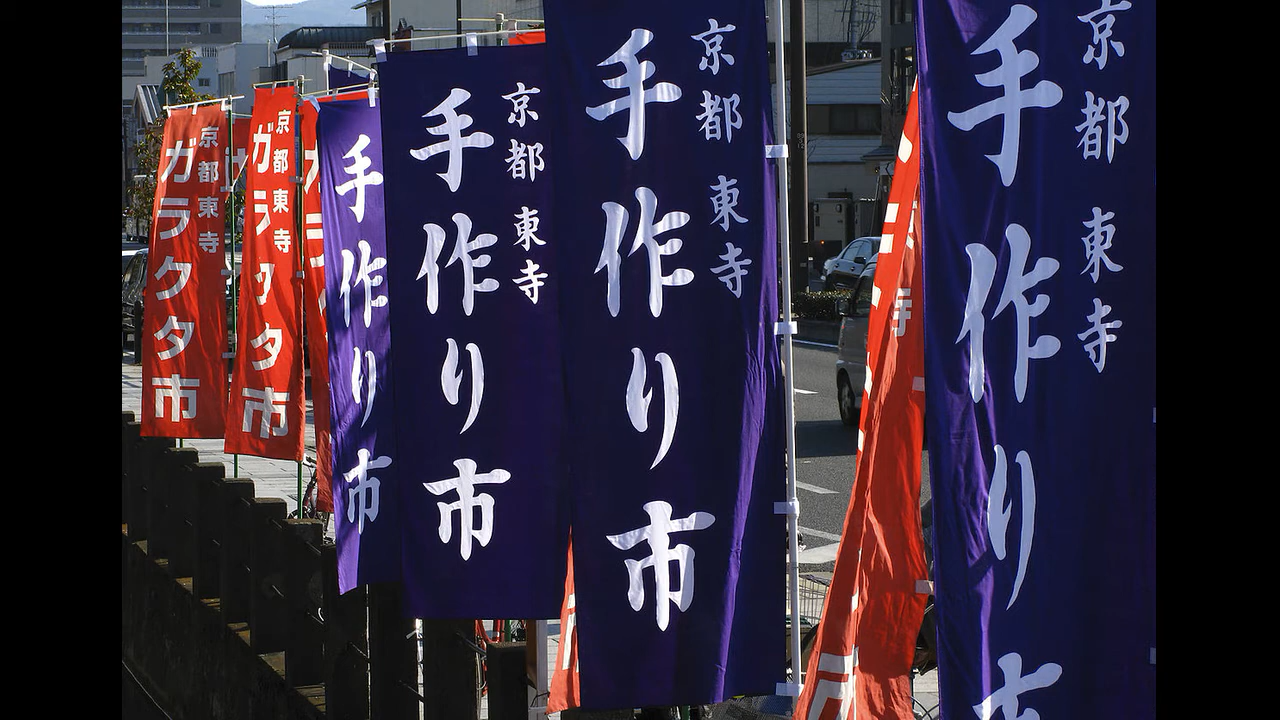 京都 東寺
ガラクタ市
京都 東寺
ガラクタ市
手作り市
京都 東寺
手作り市
京都 東寺
手作り市
寺
京都 東寺
手作り市